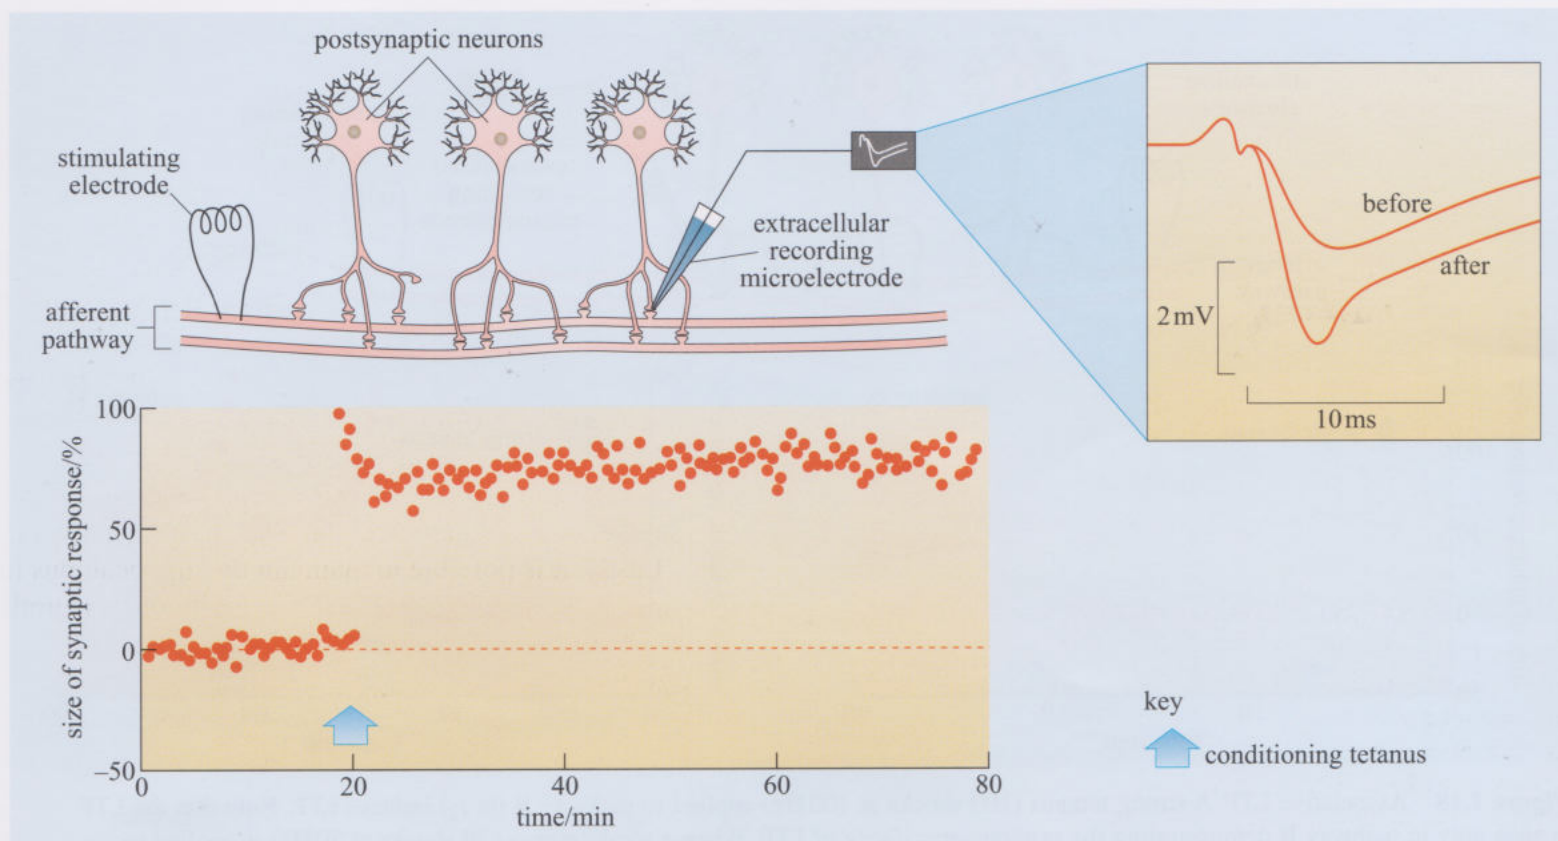 postsynaptic neurons
stimulating
electrode
extracellular
recording
microelectrode
afferent
pathway
before
after
2 mV
10 ms
size of synaptic response/%
100
50
0
–50
0
20
40
60
80
time/min
key
conditioning tetanus